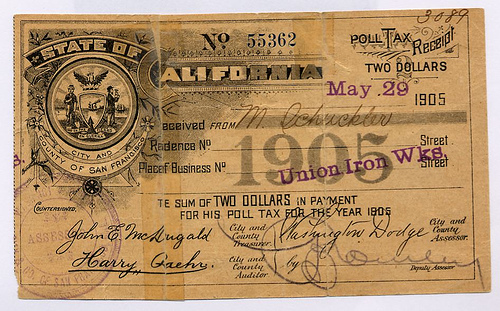 3089
STATE OF CALIFORNIA
No 55362
POLL TAX Receipt
TWO DOLLARS
May 29 1905
eceived FROM M.
Residence No Street
Place of Business No Street
1905
Union Iron Wks.
CITY AND
COUNTY OF SAN FRANCISCO
THE SUM OF TWO DOLLARS IN PAYMENT
FOR HIS POLL TAX FOR THE YEAR 1905
COUNTERSIGNED,
John E. McDugald City and County Treasurer.
Washington Dodge City and County Assessor.
Harry Baehr. City and County Auditor
by Deputy Assessor